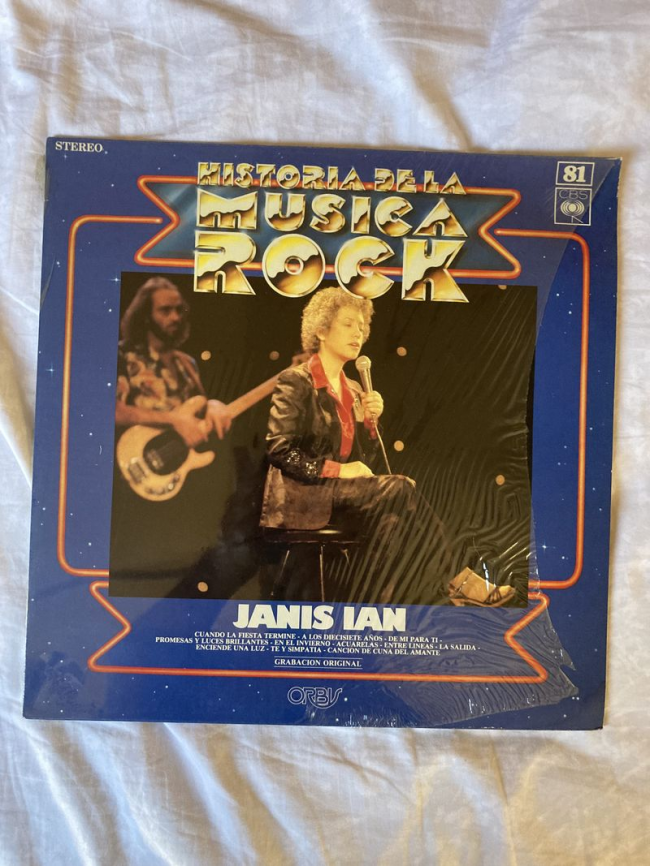 STEREO
81
CBS
HISTORIA DE LA
MUSICA
ROCK
JANIS IAN
CUANDO LA FIESTA TERMINE - A LOS DIECISIETE AÑOS - DE MI PARA TI -
PROMESAS Y LUCES BRILLANTES - EN EL INVIERNO - ACUARELAS - ENTRE LINEAS - LA SALIDA -
ENCIENDE UNA LUZ - TE Y SIMPATIA - CANCION DE CUNA DEL AMANTE
GRABACION ORIGINAL
ORBIS